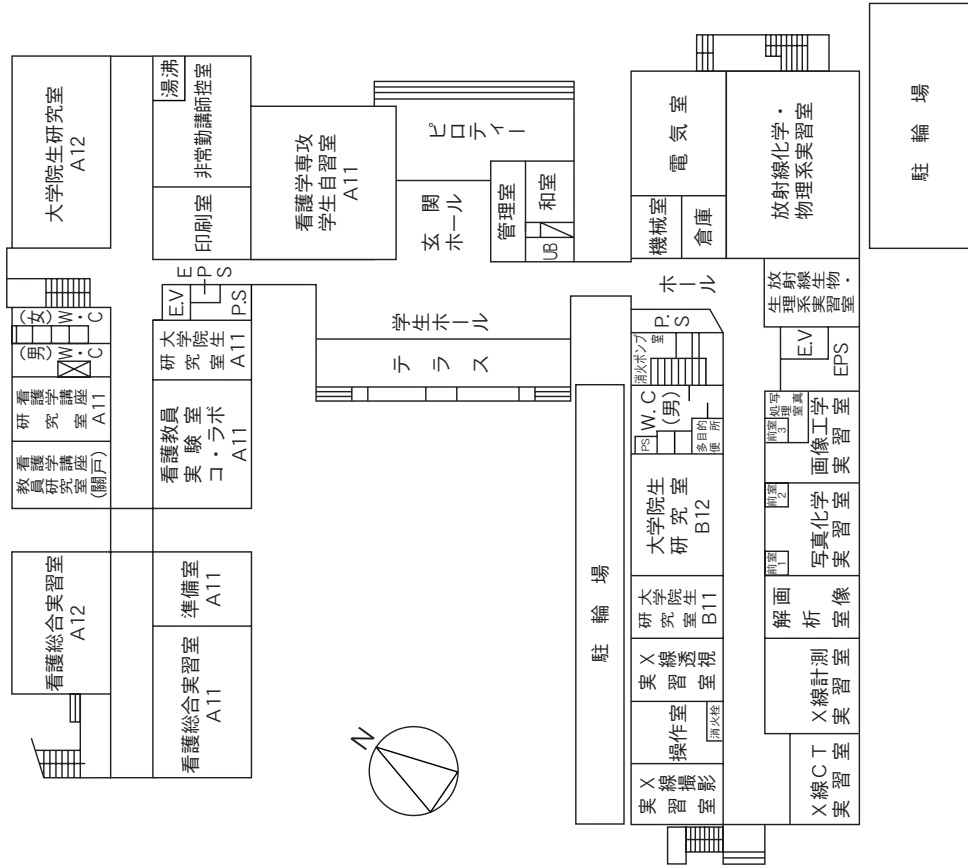 大学院生研究室
A12
湯沸
非常勤講師控室
印刷室
看護学専攻
学生自習室
A11
ピロティー
玄関
ホール
管理室
和室
UB
電気室
機械室
倉庫
放射線化学・
物理系実習室
駐輪場
(女)
W・C
(男)
W・C
E.V
EPS
P.S
看護学講座
研究室
A11
看護学講座
教員研究室
(關戸)
大学院生
研究室
A11
看護教員
実験室
コ・ラボ
A11
学生ホール
テラス
ホール
P.S
消火ポンプ
室
W.C
(男)
PS
多目的
便所
放射線生物・
生理系実習室
E.V
EPS
写真
処理室
前室
3
画像工学
実習室
前室
2
前室
1
写真化学
実習室
大学院生
研究室
B12
大学院生
研究室
B11
画像
解析室
看護総合実習室
A12
準備室
A11
看護総合実習室
A11
N
駐輪場
X線透視
実習室
操作室
消火栓
X線撮影
実習室
X線計測
実習室
X線CT
実習室